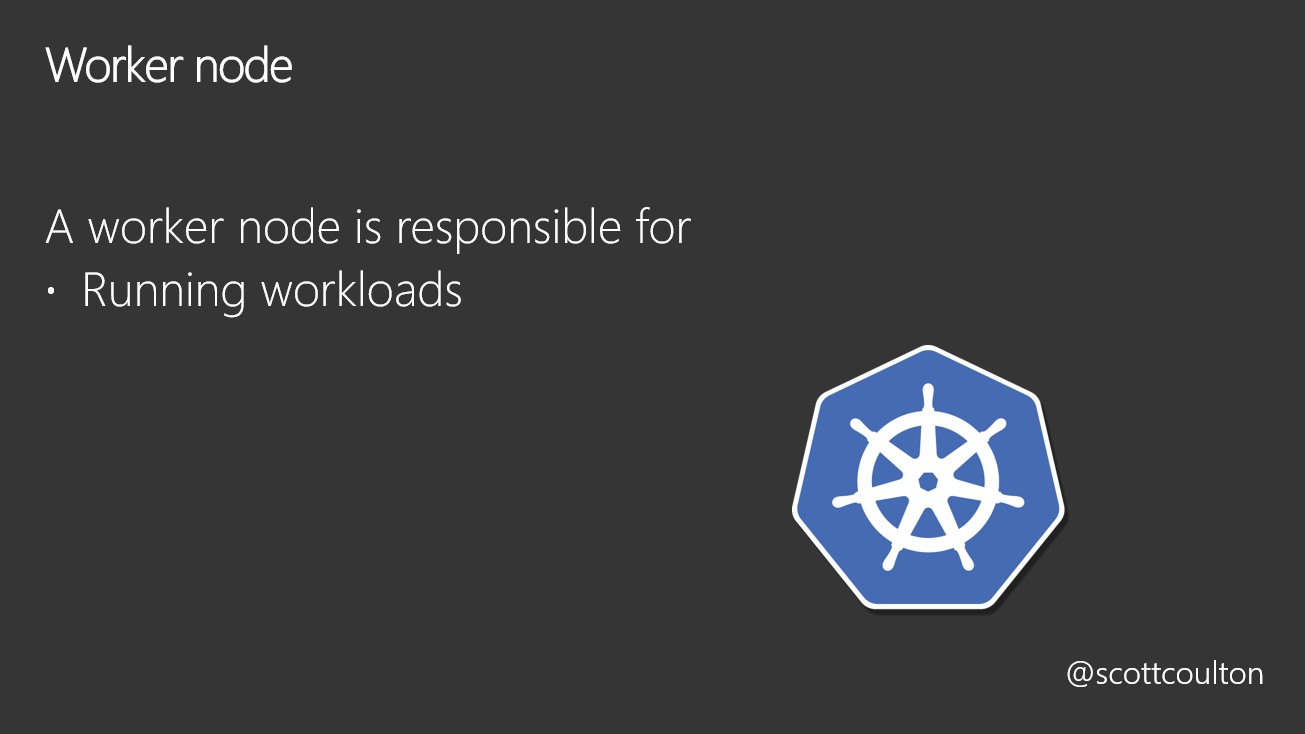 Worker node
A worker node is responsible for
• Running workloads
@scottcoulton